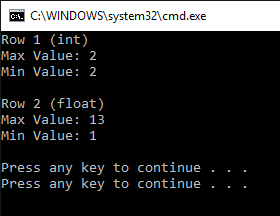 C:\WINDOWS\system32\cmd.exe
Row 1 (int)
Max Value: 2
Min Value: 2
Row 2 (float)
Max Value: 13
Min Value: 1
Press any key to continue . . .
Press any key to continue . . .